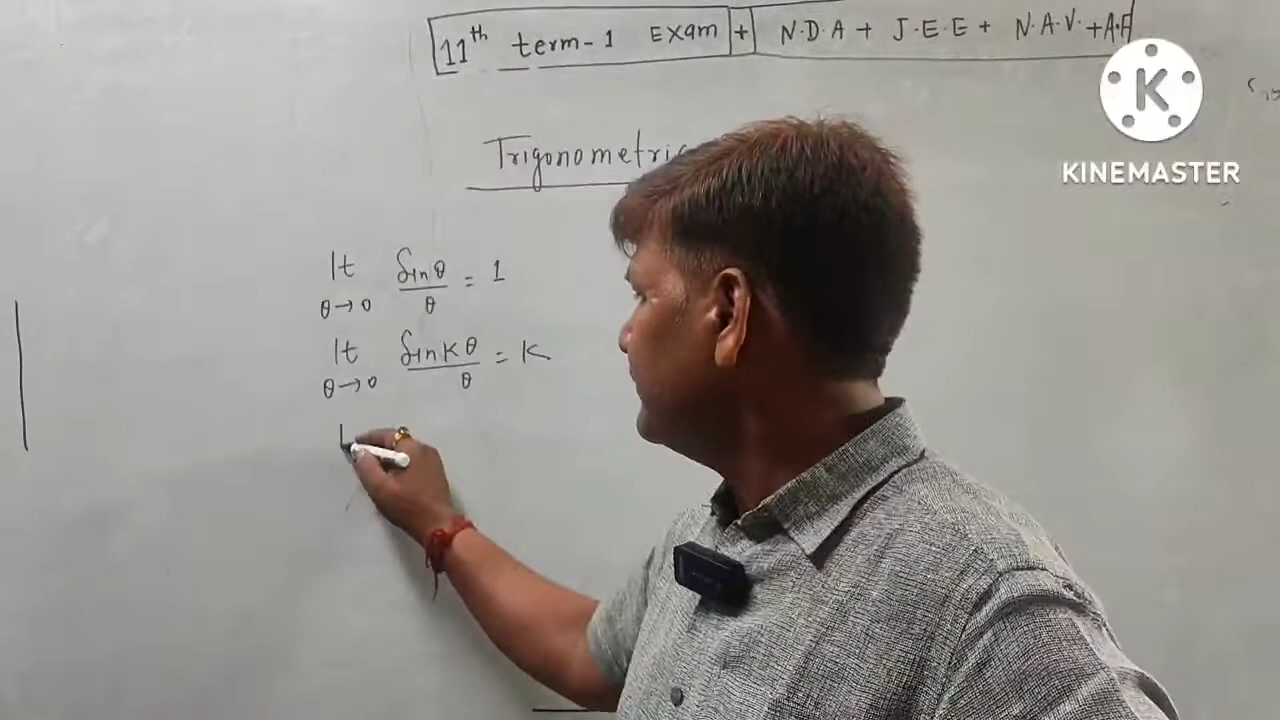 11th term-1 Exam + N.D.A + J.E.E + N.A.V. +A.F
K
KINEMASTER
Trigonometric
lt sinθ/θ = 1
θ→0
lt sinKθ/θ = K
θ→0